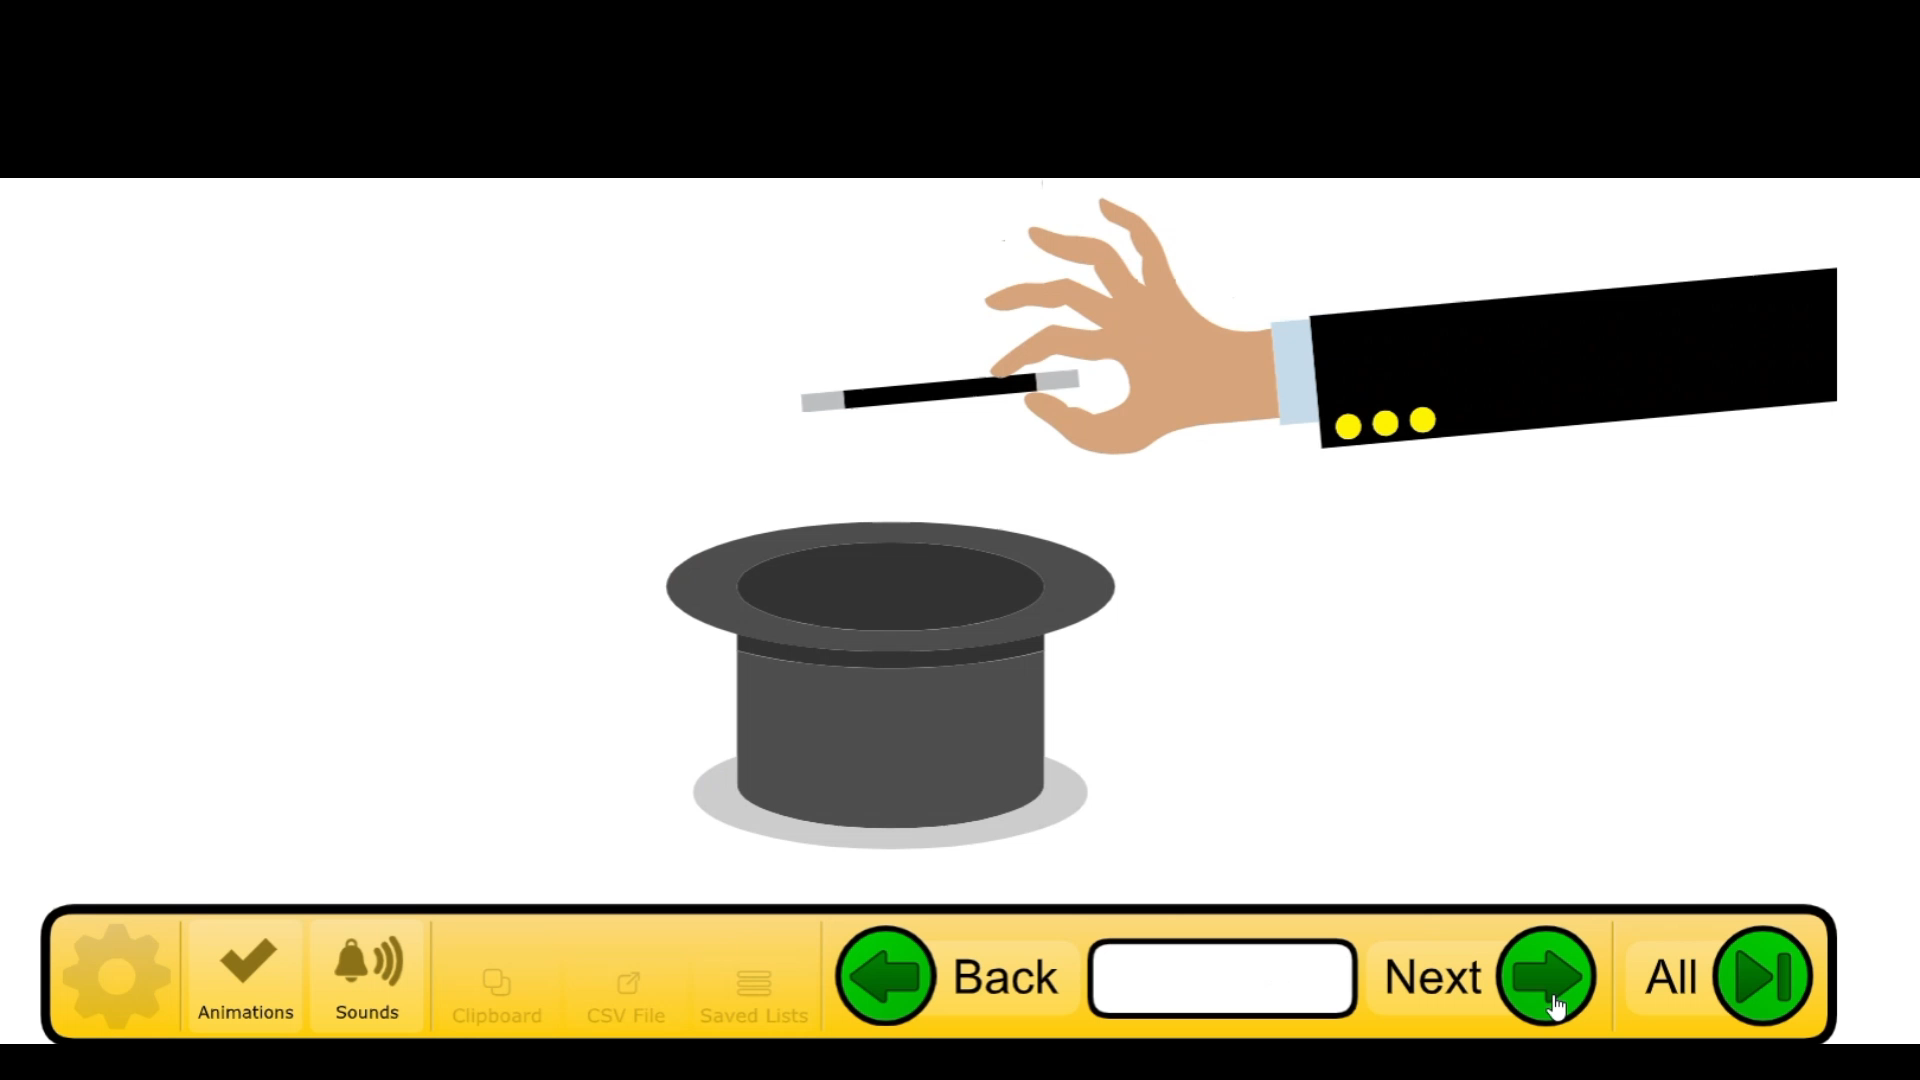 Animations
Sounds
Clipboard
CSV File
Saved Lists
Back
Next
All